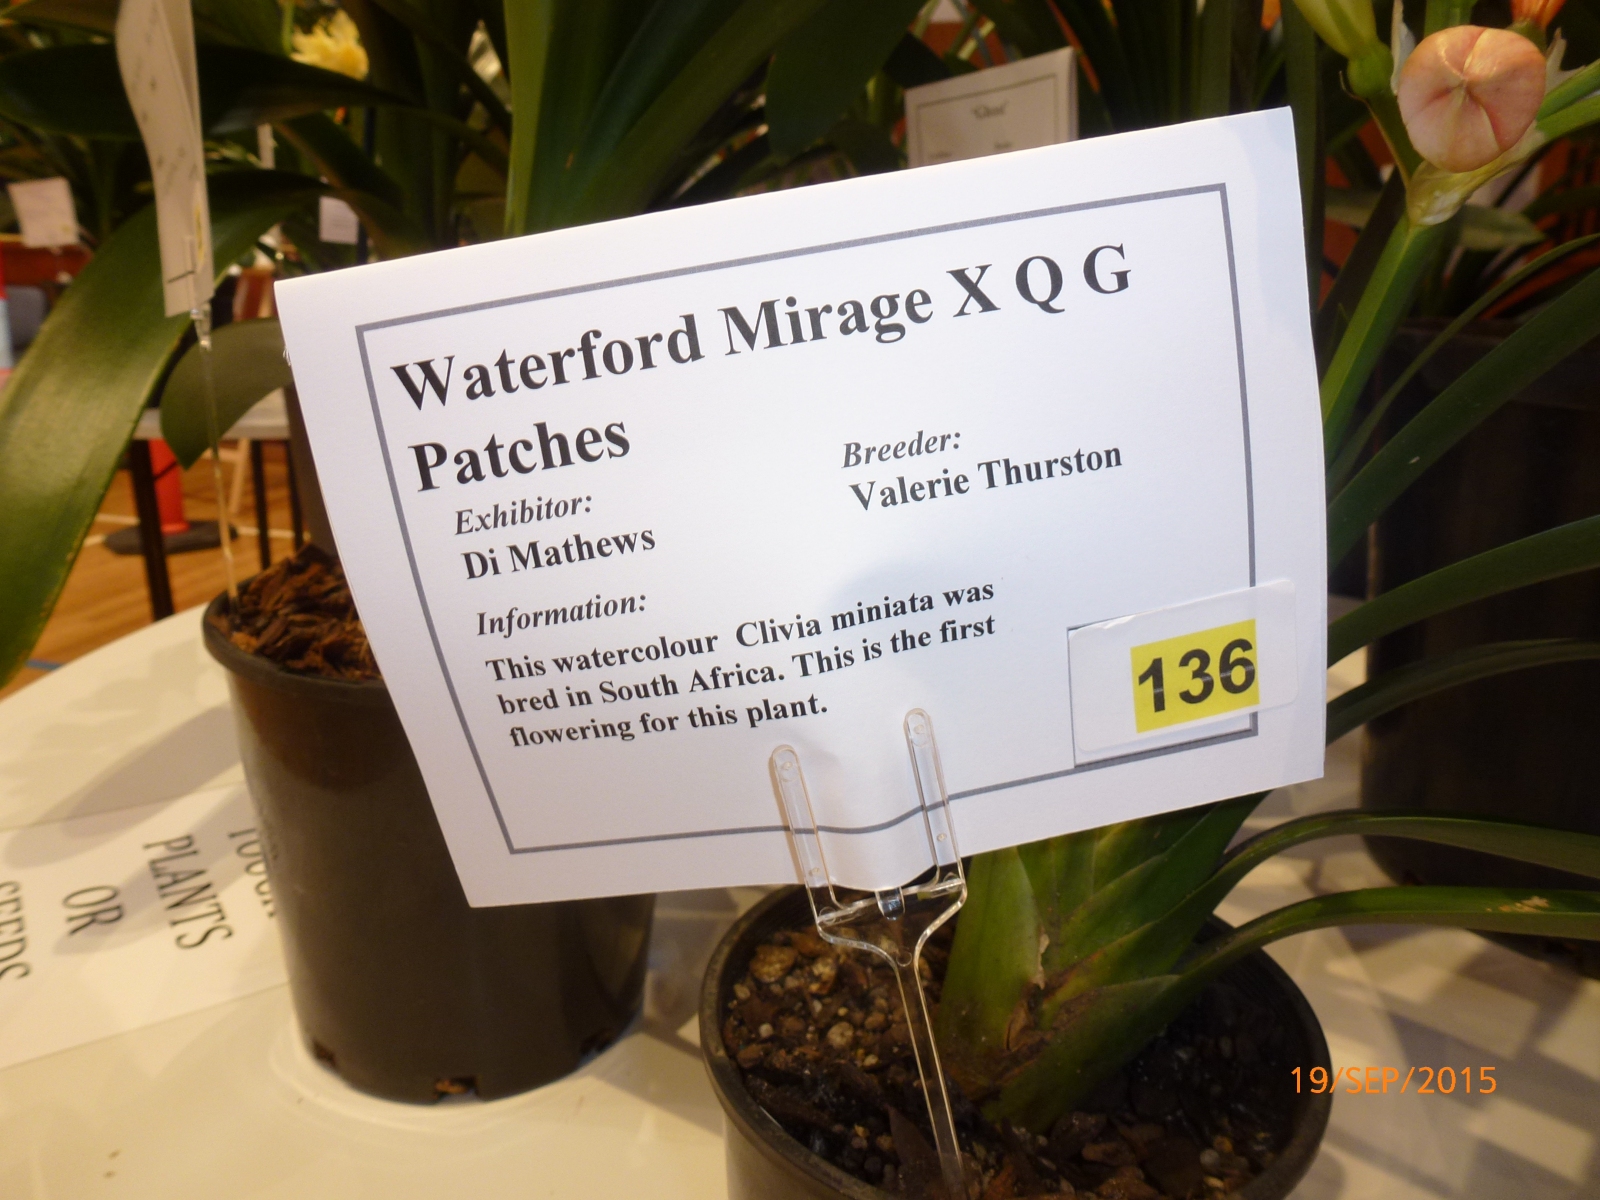 Waterford Mirage X Q G
Patches
Exhibitor:
Di Mathews
Breeder:
Valerie Thurston
Information:
This watercolour Clivia miniata was
bred in South Africa. This is the first
flowering for this plant.
136
PLANTS
OR
SEEDS
19/SEP/2015